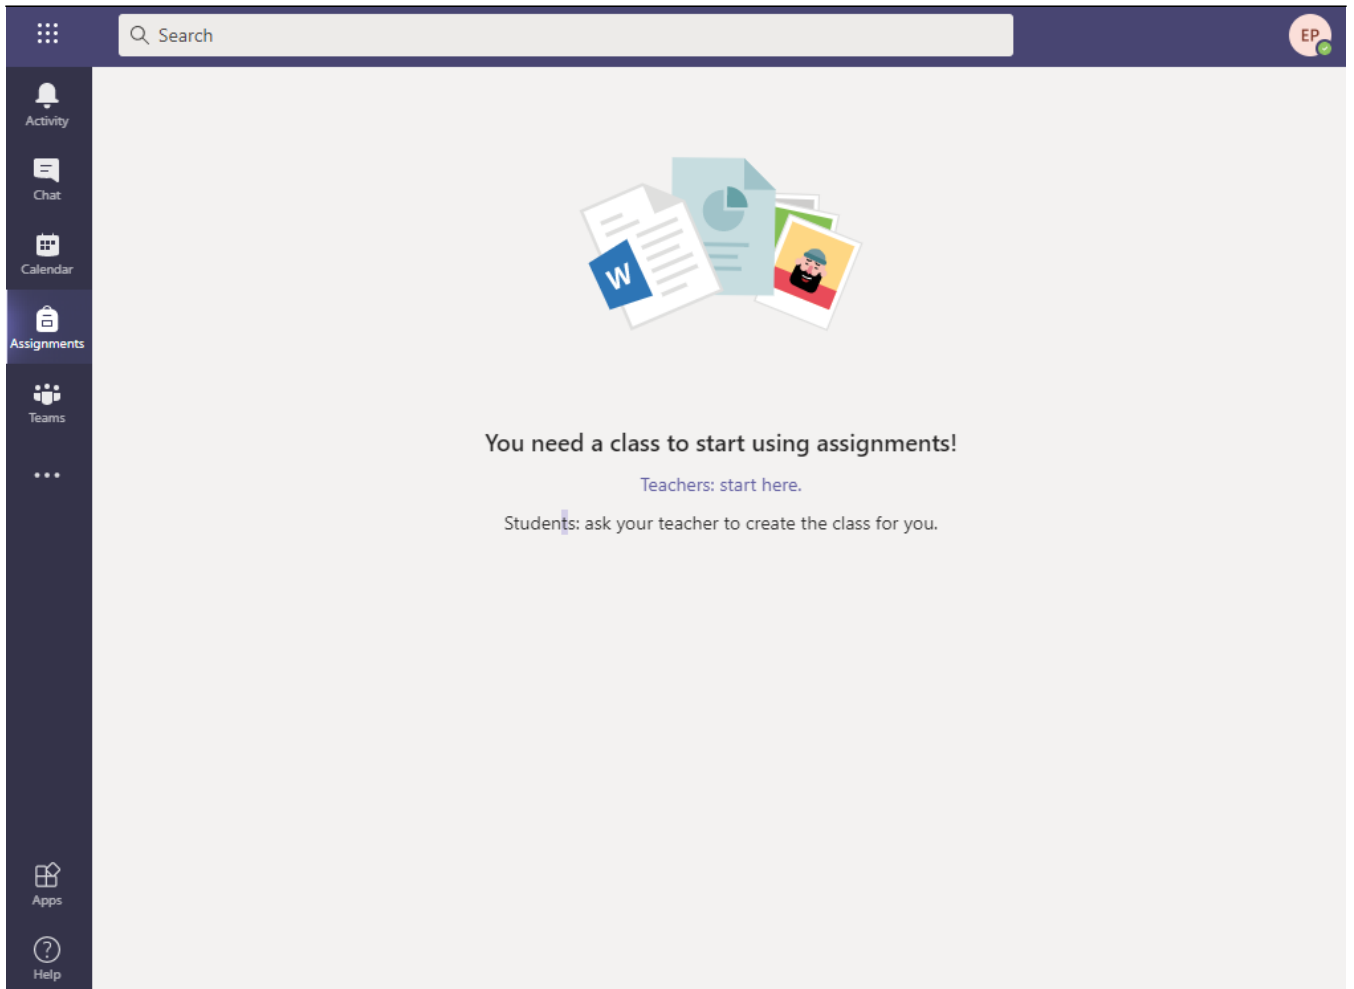 Search
EP
Activity
Chat
Calendar
Assignments
Teams
W
You need a class to start using assignments!
Teachers: start here.
Students: ask your teacher to create the class for you.
Apps
Help